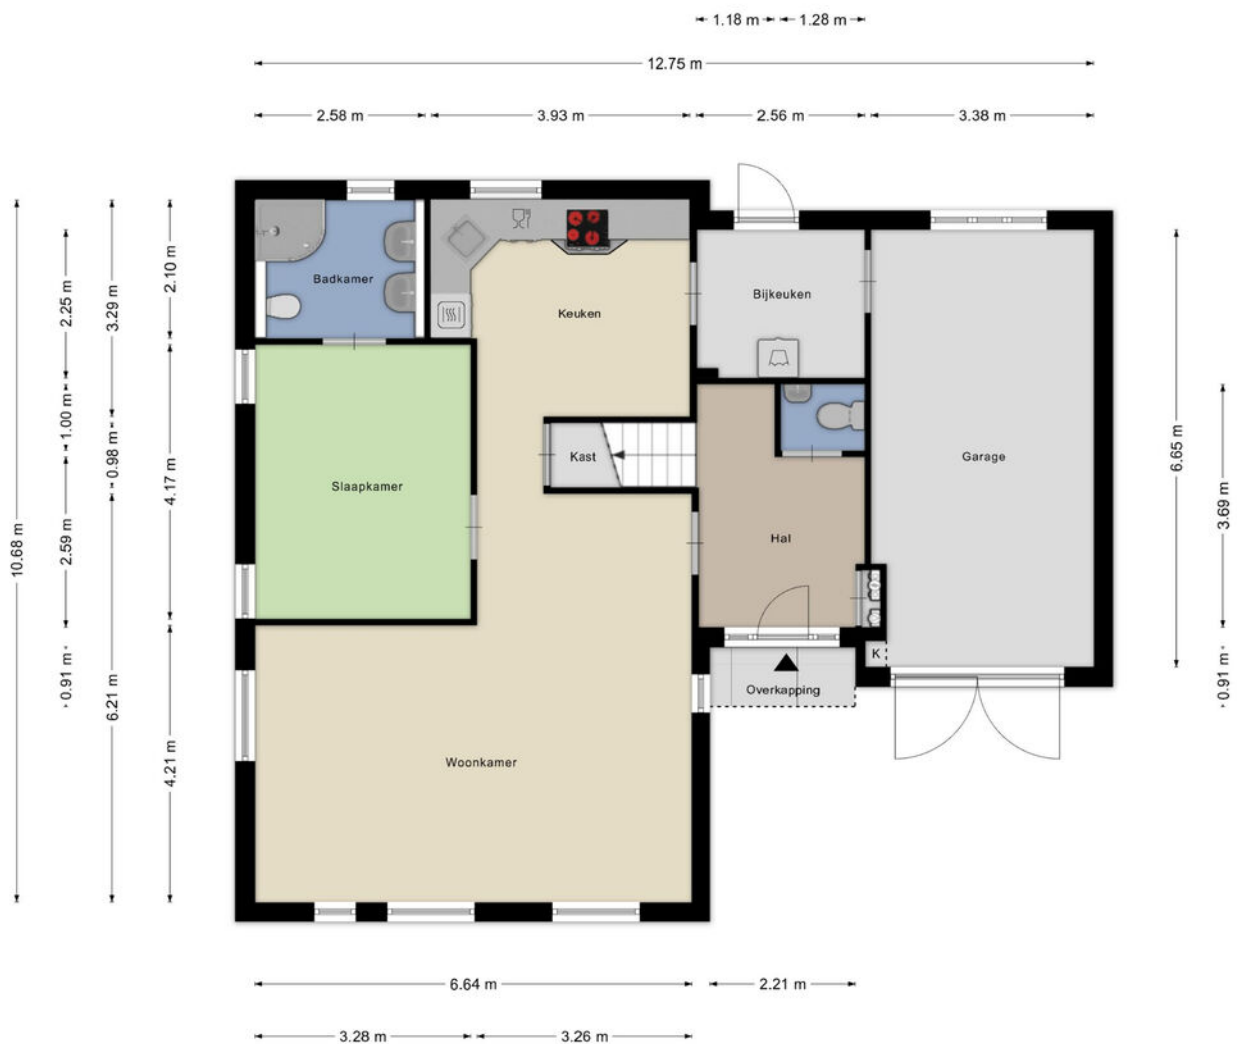 1.18 m 1.28 m
12.75 m
2.58 m 3.93 m 2.56 m 3.38 m
10.68 m
2.25 m
1.00 m
2.59 m
0.91 m
3.29 m
0.98 m
6.21 m
2.10 m
4.17 m
4.21 m
Badkamer
Keuken
Bijkeuken
Kast
Slaapkamer
Garage
Hal
K
Overkapping
Woonkamer
6.65 m
3.69 m
0.91 m
6.64 m 2.21 m
3.28 m 3.26 m